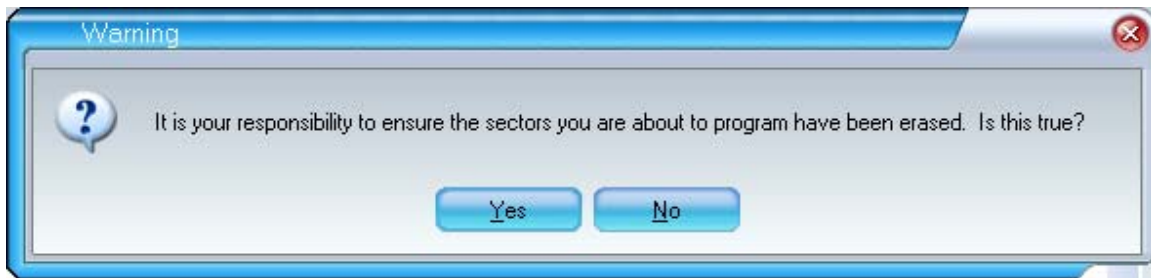 Warning
?
It is your responsibility to ensure the sectors you are about to program have been erased.  Is this true?
Yes No